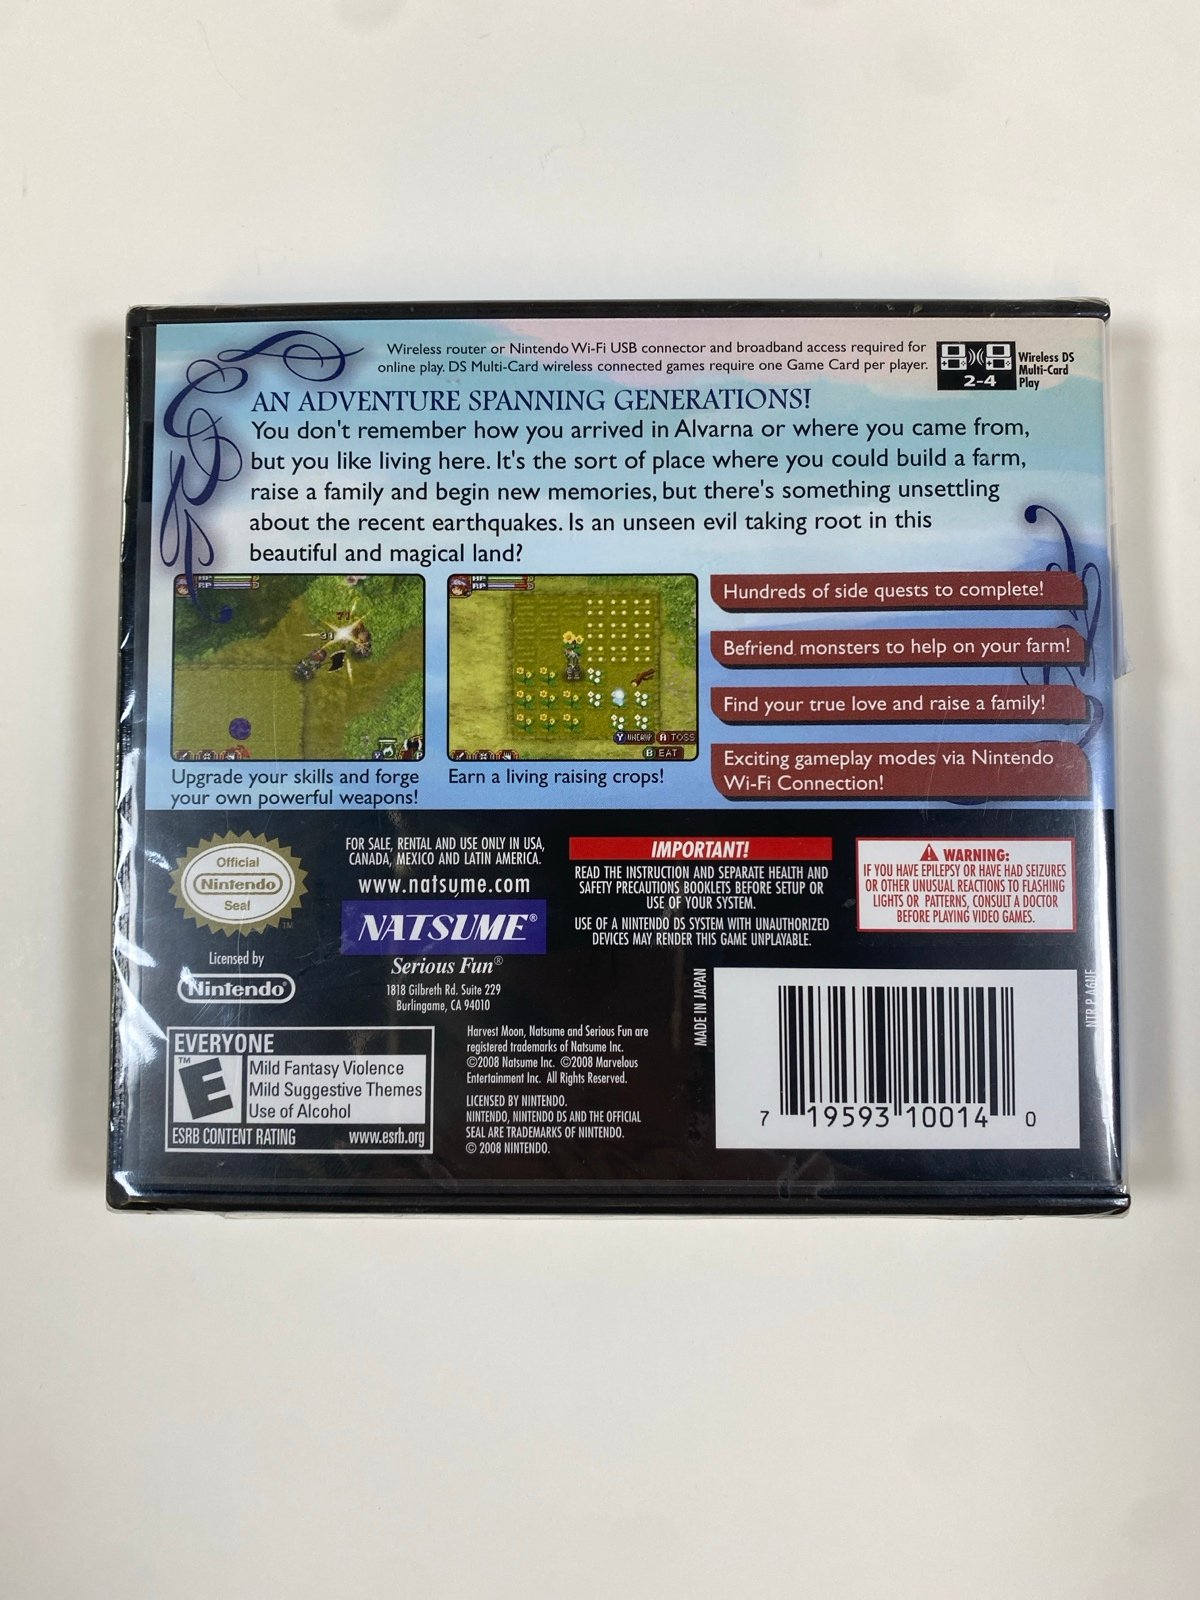 Wireless router or Nintendo Wi-Fi USB connector and broadband access required for
online play. DS Multi-Card wireless connected games require one Game Card per player.
2-4
Wireless DS
Multi-Card
Play
AN ADVENTURE SPANNING GENERATIONS!
You don't remember how you arrived in Alvarna or where you came from,
but you like living here. It's the sort of place where you could build a farm,
raise a family and begin new memories, but there's something unsettling
about the recent earthquakes. Is an unseen evil taking root in this
beautiful and magical land?
HP
RP
71
31
HP
RP
Y A TOSS
B EAT
Upgrade your skills and forge
your own powerful weapons!
Earn a living raising crops!
Hundreds of side quests to complete!
Befriend monsters to help on your farm!
Find your true love and raise a family!
Exciting gameplay modes via Nintendo
Wi-Fi Connection!
Official
Nintendo
Seal
TM
Licensed by
Nintendo®
FOR SALE, RENTAL AND USE ONLY IN USA,
CANADA, MEXICO AND LATIN AMERICA.
www.natsume.com
NATSUME®
Serious Fun®
1818 Gilbreth Rd. Suite 229
Burlingame, CA 94010
IMPORTANT!
READ THE INSTRUCTION AND SEPARATE HEALTH AND
SAFETY PRECAUTIONS BOOKLETS BEFORE SETUP OR
USE OF YOUR SYSTEM.
USE OF A NINTENDO DS SYSTEM WITH UNAUTHORIZED
DEVICES MAY RENDER THIS GAME UNPLAYABLE.
WARNING:
IF YOU HAVE EPILEPSY OR HAVE HAD SEIZURES
OR OTHER UNUSUAL REACTIONS TO FLASHING
LIGHTS OR PATTERNS, CONSULT A DOCTOR
BEFORE PLAYING VIDEO GAMES.
EVERYONE
TM
E
Mild Fantasy Violence
Mild Suggestive Themes
Use of Alcohol
ESRB CONTENT RATING www.esrb.org
Harvest Moon, Natsume and Serious Fun are
registered trademarks of Natsume Inc.
©2008 Natsume Inc. ©2008 Marvelous
Entertainment Inc. All Rights Reserved.
LICENSED BY NINTENDO.
NINTENDO, NINTENDO DS AND THE OFFICIAL
SEAL ARE TRADEMARKS OF NINTENDO.
© 2008 NINTENDO.
MADE IN JAPAN
7 19593 10014 0